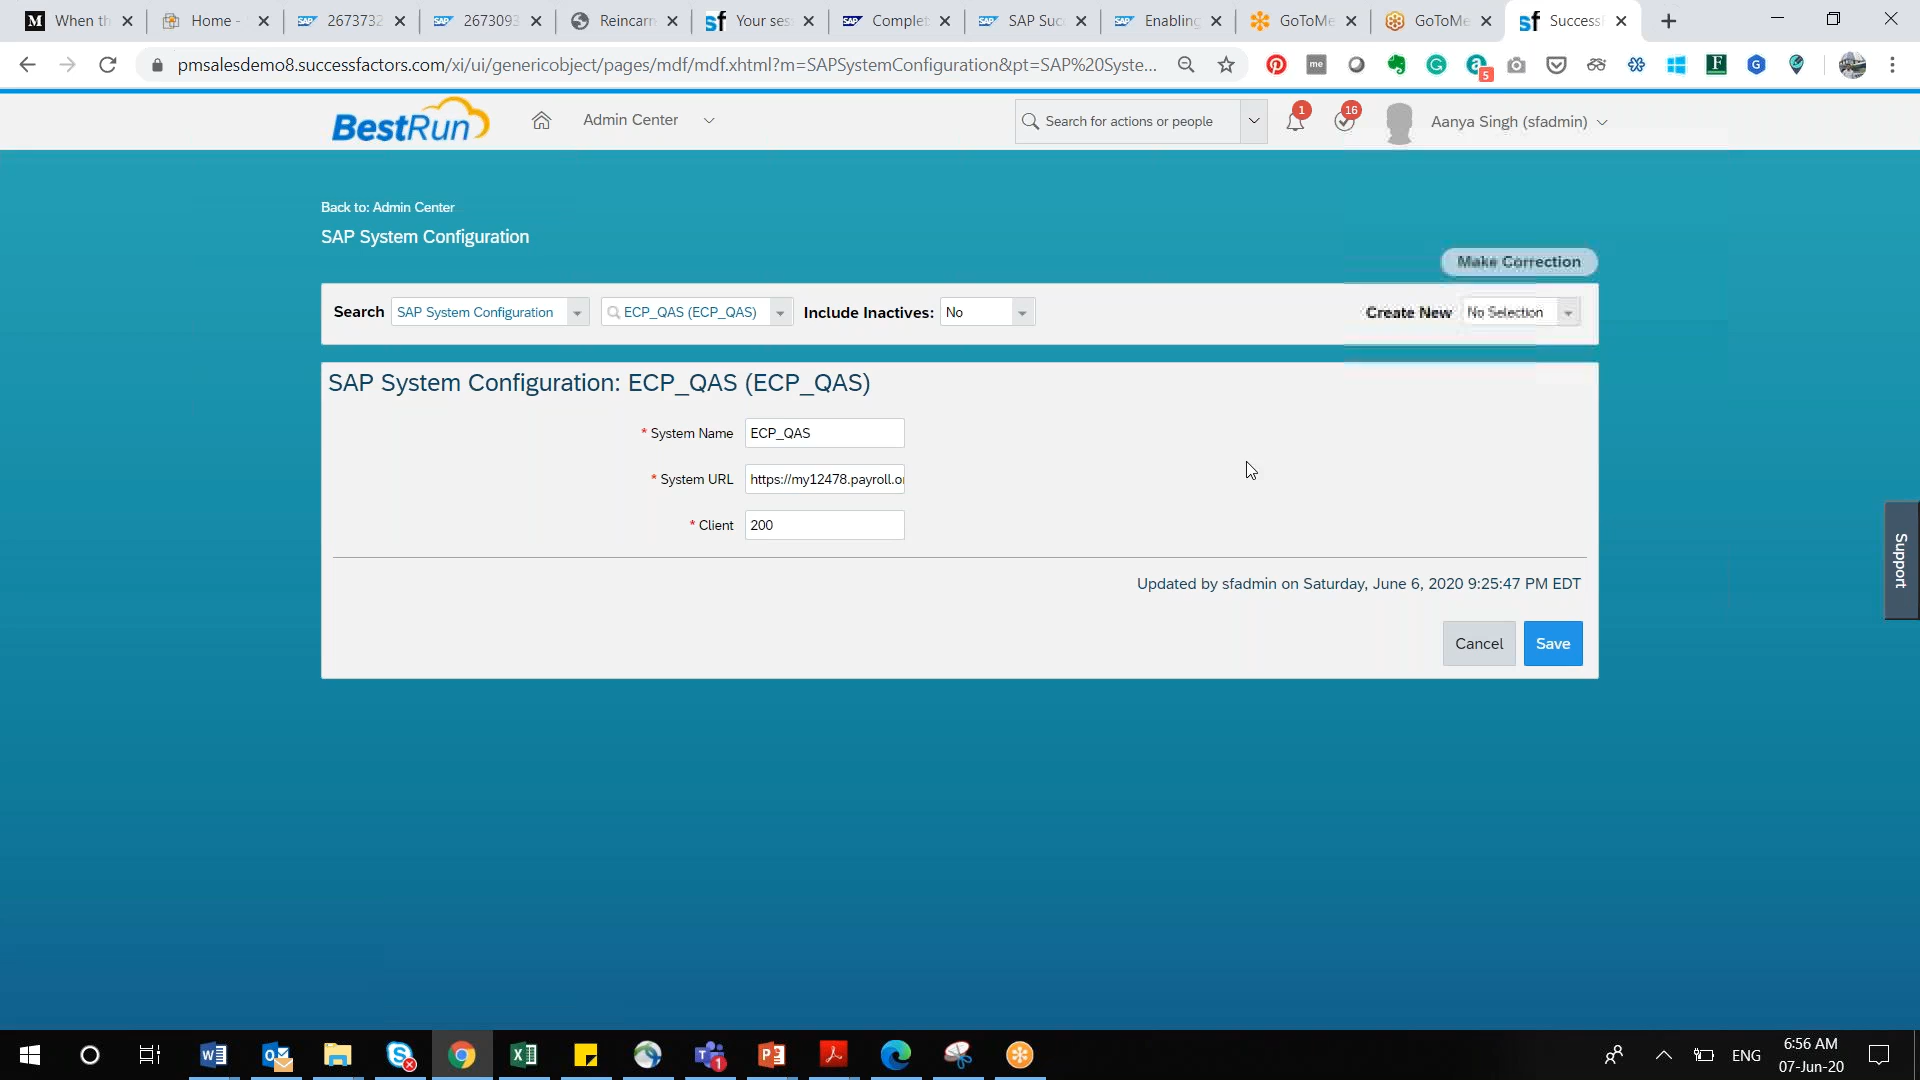 When th
Home -
2673732
2673093
Reincarn
Your ses
Complet
SAP Suc
Enabling
GoToMe
GoToMe
Success
pmsalesdemo8.successfactors.com/xi/ui/genericobject/pages/mdf/mdf.xhtml?m=SAPSystemConfiguration&pt=SAP%20Syste...
5
BestRun
Admin Center
Search for actions or people
1
16
Aanya Singh (sfadmin)
Back to: Admin Center
SAP System Configuration
Make Correction
Search
SAP System Configuration
ECP_QAS (ECP_QAS)
Include Inactives:
No
Create New
No Selection
SAP System Configuration: ECP_QAS (ECP_QAS)
* System Name
ECP_QAS
* System URL
https://my12478.payroll.o
* Client
200
Updated by sfadmin on Saturday, June 6, 2020 9:25:47 PM EDT
Cancel
Save
Support
ENG
6:56 AM
07-Jun-20